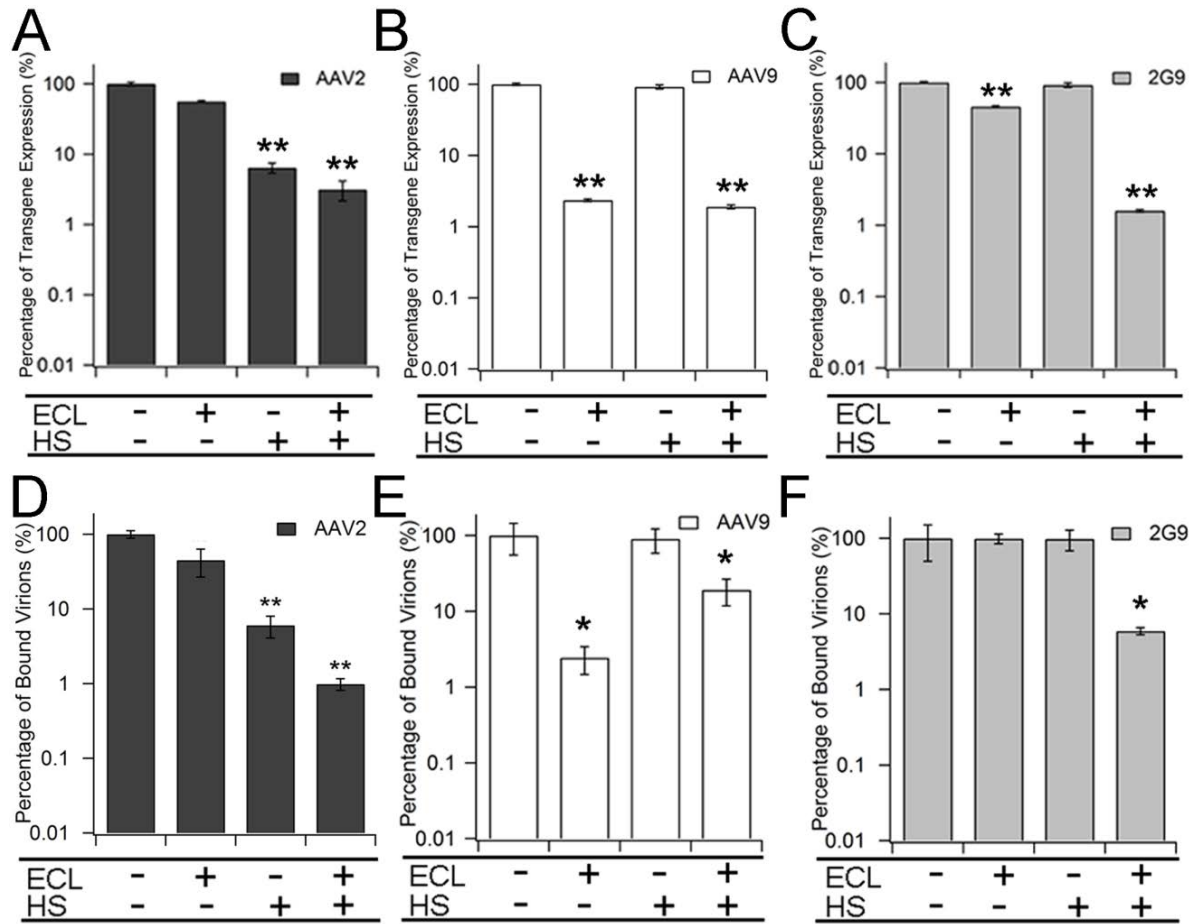 A
Percentage of Transgene Expression (%)
AAV2
100
10
1
0.1
0.01
**
**
ECL - + - +
HS - - + +
B
Percentage of Transgene Expression (%)
AAV9
100
10
1
0.1
0.01
**
**
ECL - + - +
HS - - + +
C
Percentage of Transgene Expression (%)
2G9
100
10
1
0.1
0.01
**
**
ECL - + - +
HS - - + +
D
Percentage of Bound Virions (%)
AAV2
100
10
1
0.1
0.01
**
**
ECL - + - +
HS - - + +
E
Percentage of Bound Virions (%)
AAV9
100
10
1
0.1
0.01
*
*
ECL - + - +
HS - - + +
F
Percentage of Bound Virions (%)
2G9
100
10
1
0.1
0.01
*
ECL - + - +
HS - - + +